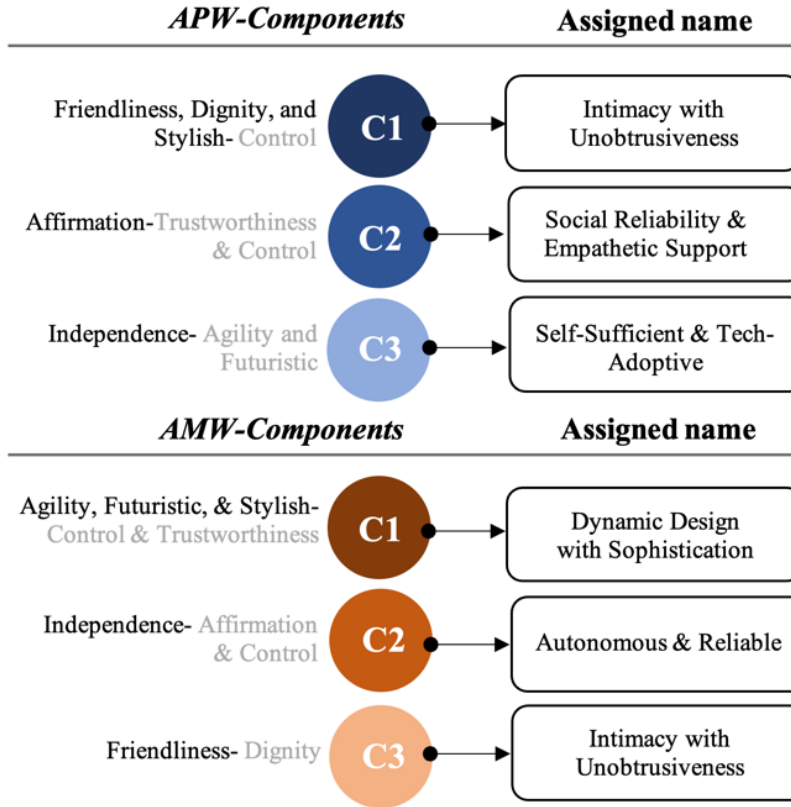 APW-Components Assigned name
Friendliness, Dignity, and
Stylish- Control
C1
Intimacy with
Unobtrusiveness
Affirmation-Trustworthiness
& Control
C2
Social Reliability &
Empathetic Support
Independence- Agility and
Futuristic
C3
Self-Sufficient & Tech-
Adoptive
AMW-Components Assigned name
Agility, Futuristic, & Stylish-
Control & Trustworthiness
C1
Dynamic Design
with Sophistication
Independence- Affirmation
& Control
C2
Autonomous & Reliable
Friendliness- Dignity
C3
Intimacy with
Unobtrusiveness